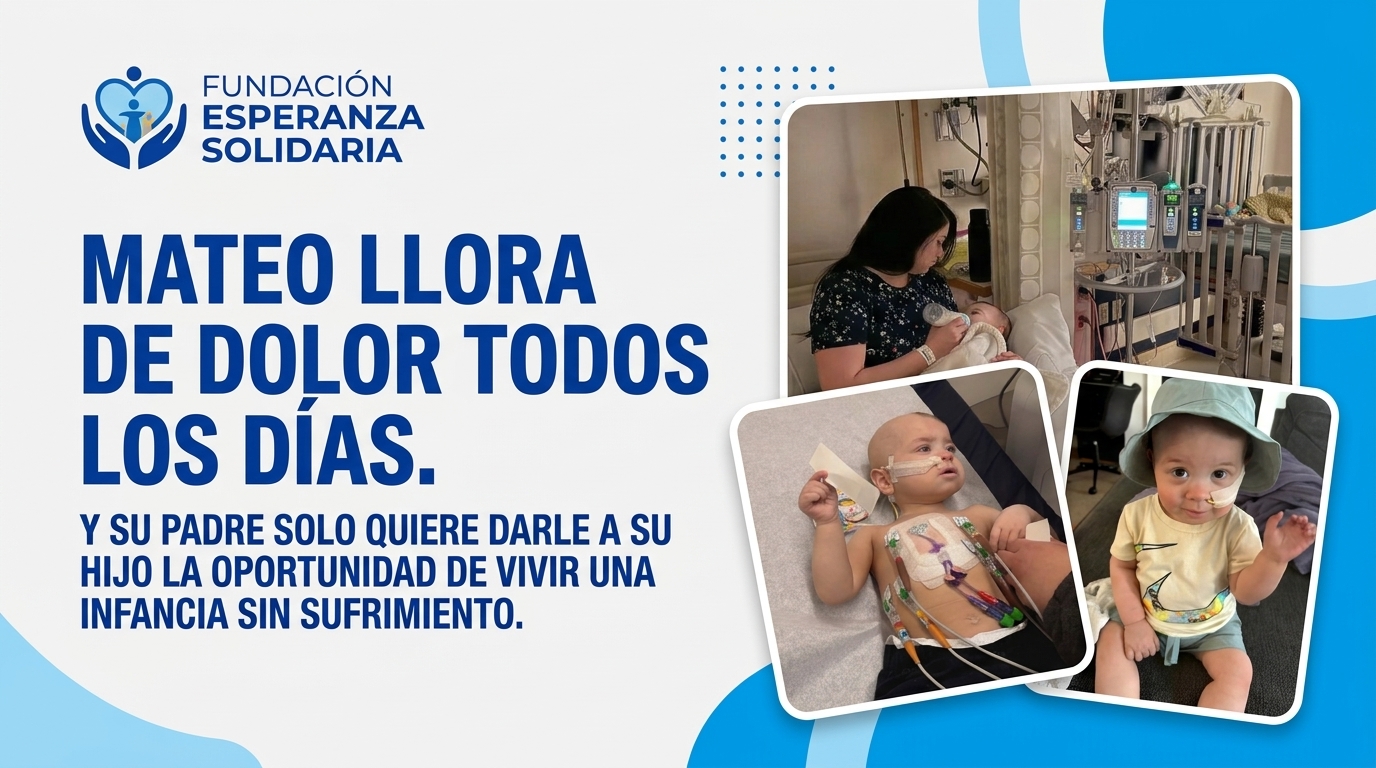 FUNDACIÓN
ESPERANZA
SOLIDARIA
MATEO LLORA
DE DOLOR TODOS
LOS DÍAS.
Y SU PADRE SOLO QUIERE DARLE A SU
HIJO LA OPORTUNIDAD DE VIVIR UNA
INFANCIA SIN SUFRIMIENTO.